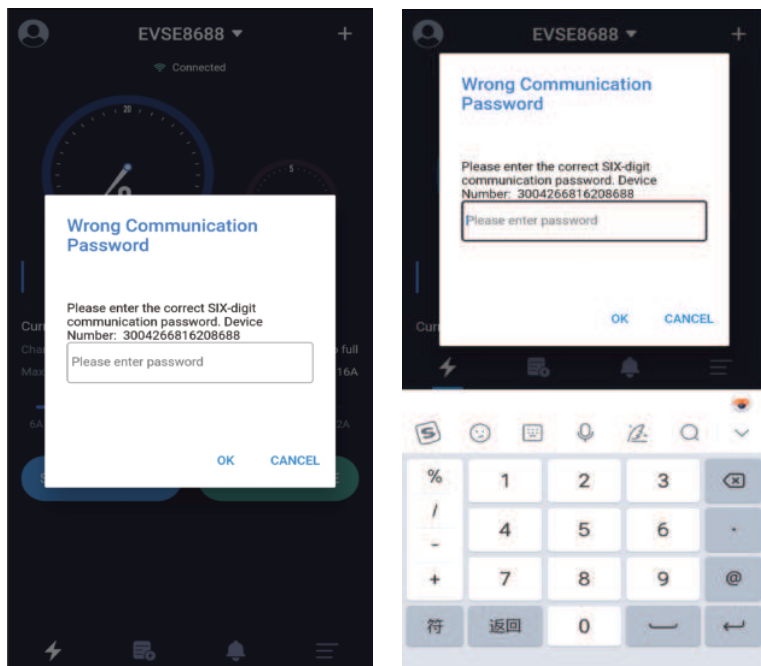 EVSE8688 ▼ +
Connected
20
5
Wrong Communication
Password
Please enter the correct SIX-digit
communication password. Device
Number: 3004266816208688
Please enter password
OK CANCEL
Curr
Char
o full
Max
16A
6A
2A
S
E
EVSE8688 ▼ +
Wrong Communication
Password
Please enter the correct SIX-digit
communication password. Device
Number: 3004266816208688
Please enter password
OK CANCEL
Curr
S
% 1 2 3
/
4 5 6 .
-
+ 7 8 9 @
符 返回 0